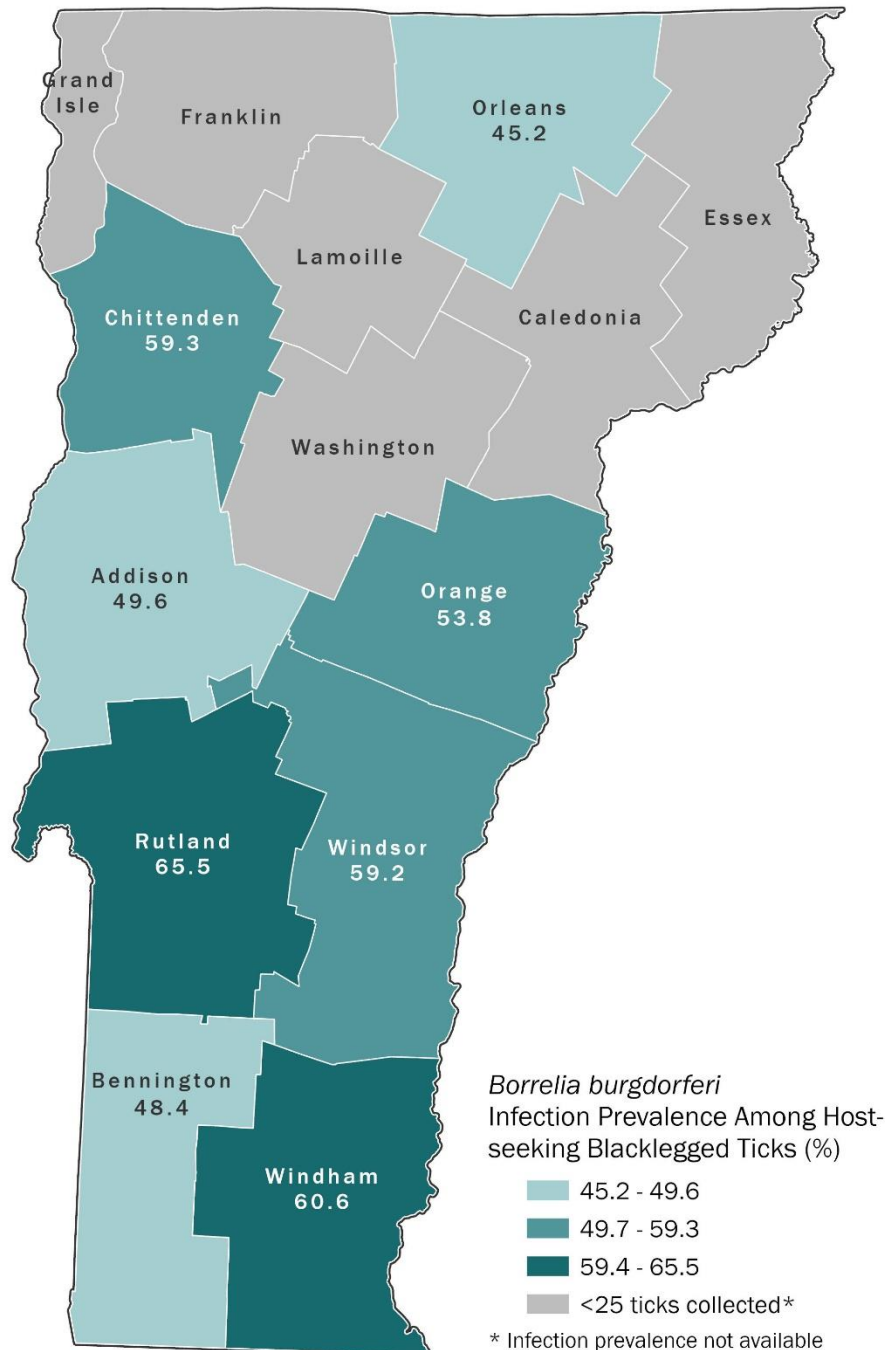 Grand
Isle
Franklin
Orleans
45.2
Essex
Lamoille
Chittenden
59.3
Caledonia
Washington
Addison
49.6
Orange
53.8
Rutland
65.5
Windsor
59.2
Bennington
48.4
Windham
60.6
Borrelia burgdorferi
Infection Prevalence Among Host-
seeking Blacklegged Ticks (%)
45.2 - 49.6
49.7 - 59.3
59.4 - 65.5
<25 ticks collected*
* Infection prevalence not available